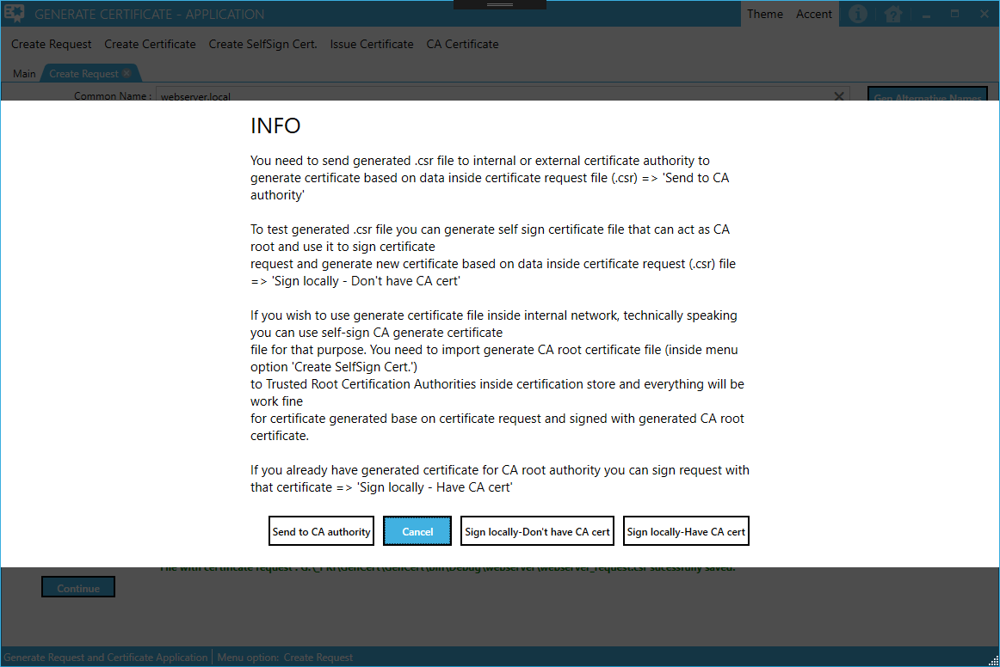 GENERATE CERTIFICATE - APPLICATION
Theme Accent
Create Request Create Certificate Create SelfSign Cert. Issue Certificate CA Certificate
Main Create Request
Common Name : webserver.local Gen Alternative Names
INFO
You need to send generated .csr file to internal or external certificate authority to
generate certificate based on data inside certificate request file (.csr) => 'Send to CA
authority'
To test generated .csr file you can generate self sign certificate file that can act as CA
root and use it to sign certificate
request and generate new certificate based on data inside certificate request (.csr) file
=> 'Sign locally - Don't have CA cert'
If you wish to use generate certificate file inside internal network, technically speaking
you can use self-sign CA generate certificate
file for that purpose. You need to import generate CA root certificate file (inside menu
option 'Create SelfSign Cert.')
to Trusted Root Certification Authorities inside certification store and everything will be
work fine
for certificate generated base on certificate request and signed with generated CA root
certificate.
If you already have generated certificate for CA root authority you can sign request with
that certificate => 'Sign locally - Have CA cert'
Send to CA authority Cancel Sign locally-Don't have CA cert Sign locally-Have CA cert
File with certificate request : G:\_PKI\GenCert\GenCert\bin\Debug\webserver\webserver_request.csr sucessfully saved.
Continue
Generate Request and Certificate Application Menu option: Create Request